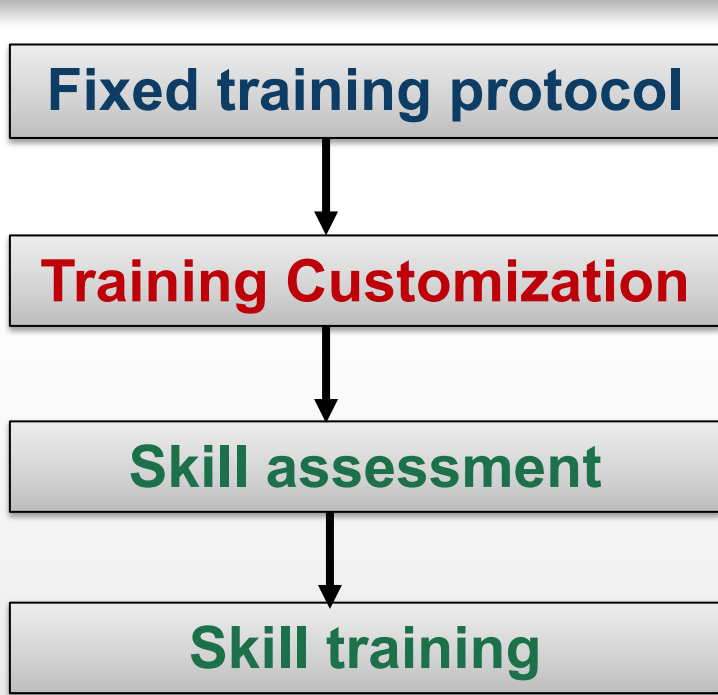 Fixed training protocol
Training Customization
Skill assessment
Skill training